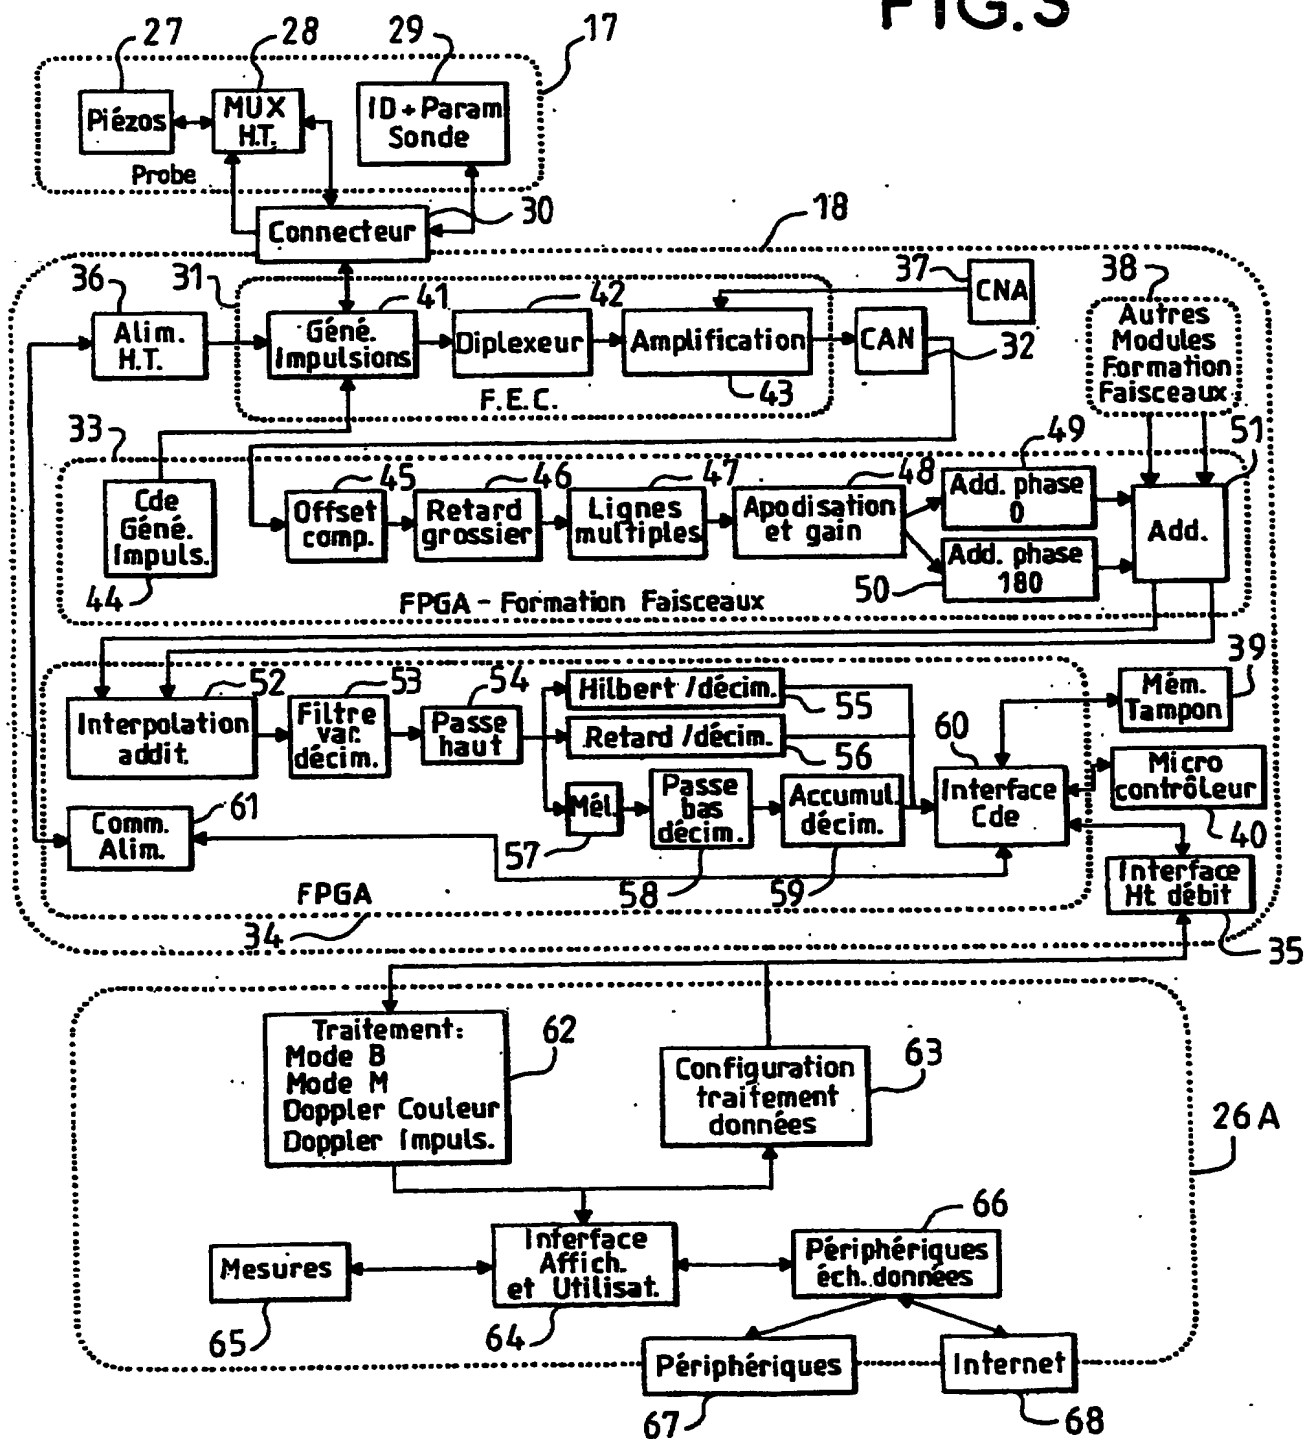 FIG.3
27
28
29
17
Piézos
MUX
H.T.
ID+Param
Sonde
Probe
30
Connecteur
18
36
31
41
42
37
CNA
38
Alim.
H.T.
Géné.
Impulsions
Diplexeur
Amplification
CAN
32
Autres
Modules
Formation
Faisceaux
43
F.E.C.
33
45
46
47
48
49
51
Cde
Géné.
Impuls.
Offset
comp.
Retard
grossier
Lignes
multiples
Apodisation
et gain
Add. phase
0
Add.
Add. phase
180
44
50
FPGA - Formation Faisceaux
52
53
54
39
Interpolation
addit.
Filtre
var.
décim.
Passe
haut
Hilbert /décim.
55
Retard /décim.
56
60
Mém.
Tampon
61
Comm.
Alim.
Mél.
Passe
bas
décim.
Accumul.
décim.
Interface
Cde
Micro
contrôleur
40
57
58
59
FPGA
34
Interface
Ht débit
35
Traitement:
Mode B
Mode M
Doppler Couleur
Doppler Impuls.
62
Configuration
traitement
données
63
26A
66
Mesures
Interface
Affich.
et Utilisat.
Périphériques
éch. données
65
64
Périphériques
Internet
67
68